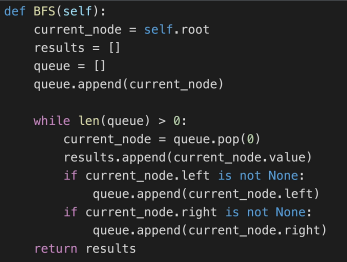 def BFS(self):
    current_node = self.root
    results = []
    queue = []
    queue.append(current_node)

    while len(queue) > 0:
        current_node = queue.pop(0)
        results.append(current_node.value)
        if current_node.left is not None:
            queue.append(current_node.left)
        if current_node.right is not None:
            queue.append(current_node.right)
    return results